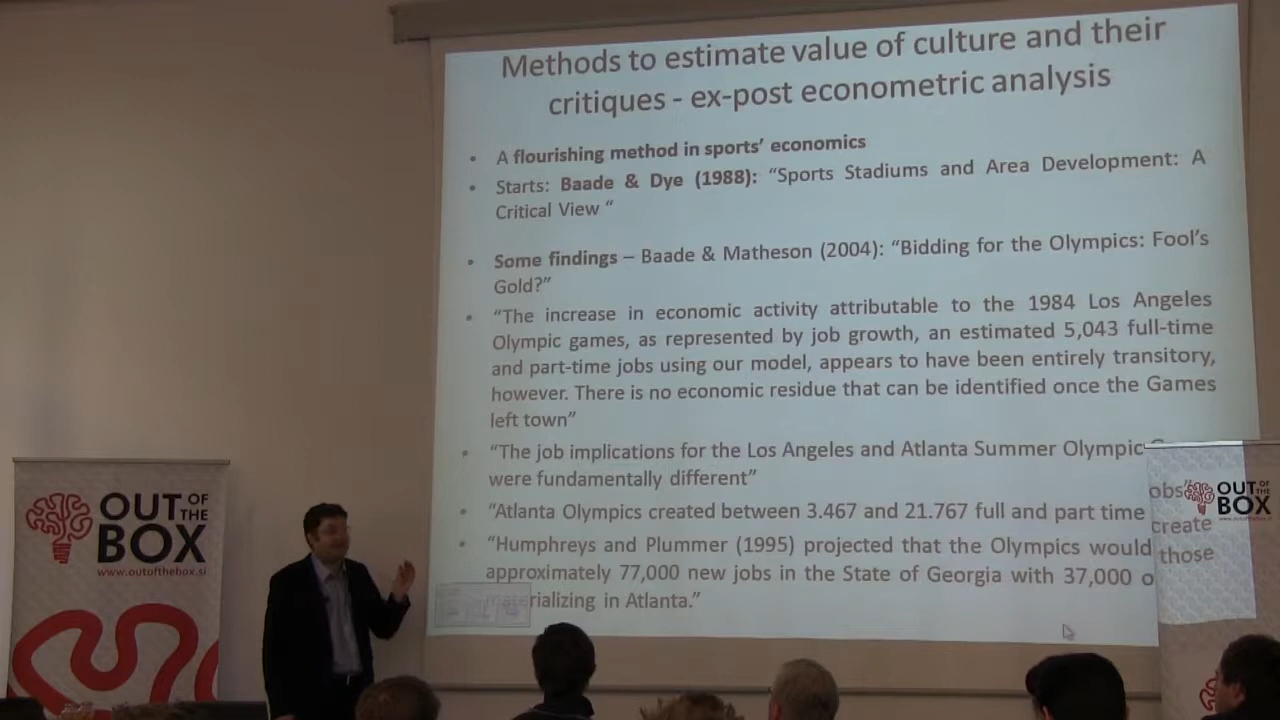 Methods to estimate value of culture and their
critiques - ex-post econometric analysis
• A flourishing method in sports' economics
• Starts: Baade & Dye (1988): "Sports Stadiums and Area Development: A
Critical View "
• Some findings – Baade & Matheson (2004): "Bidding for the Olympics: Fool's
Gold?"
• "The increase in economic activity attributable to the 1984 Los Angeles
Olympic games, as represented by job growth, an estimated 5,043 full-time
and part-time jobs using our model, appears to have been entirely transitory,
however. There is no economic residue that can be identified once the Games
left town"
• "The job implications for the Los Angeles and Atlanta Summer Olympic
were fundamentally different"
• "Atlanta Olympics created between 3.467 and 21.767 full and part time jobs"
• "Humphreys and Plummer (1995) projected that the Olympics would create
approximately 77,000 new jobs in the State of Georgia with 37,000 o those
rializing in Atlanta."
OUT OF THE
BOX
www.outofthebox.si
OUT OF THE
BOX